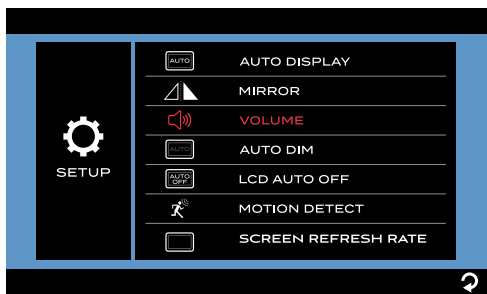 SETUP
AUTO
AUTO DISPLAY
MIRROR
VOLUME
AUTO
AUTO DIM
AUTO
OFF
LCD AUTO OFF
MOTION DETECT
SCREEN REFRESH RATE